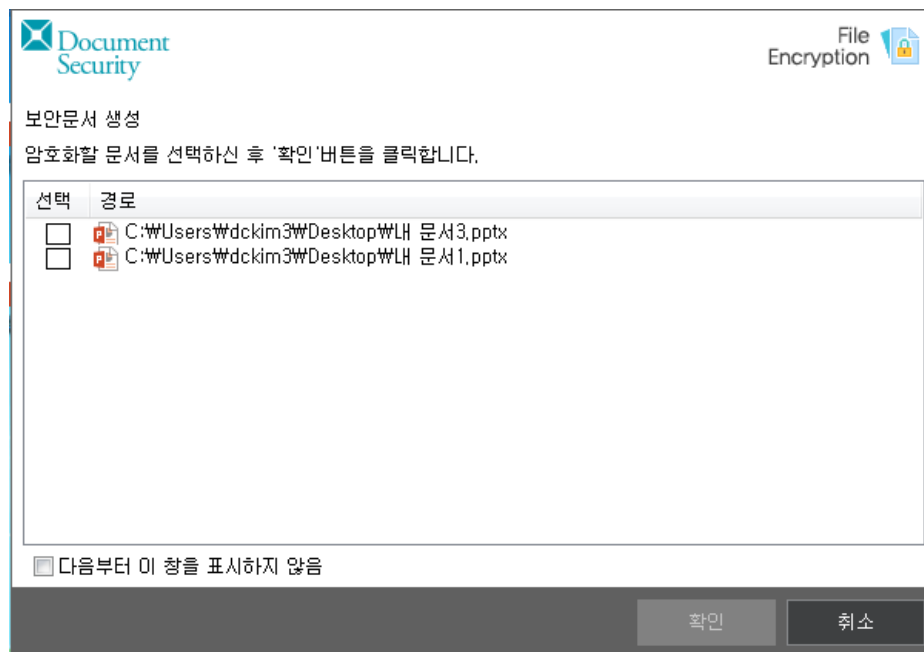 Document
Security
File
Encryption
보안문서 생성
암호화할 문서를 선택하신 후 '확인'버튼을 클릭합니다.
선택 경로
C:₩Users₩dckim3₩Desktop₩내 문서3.pptx
C:₩Users₩dckim3₩Desktop₩내 문서1.pptx
다음부터 이 창을 표시하지 않음
확인 취소